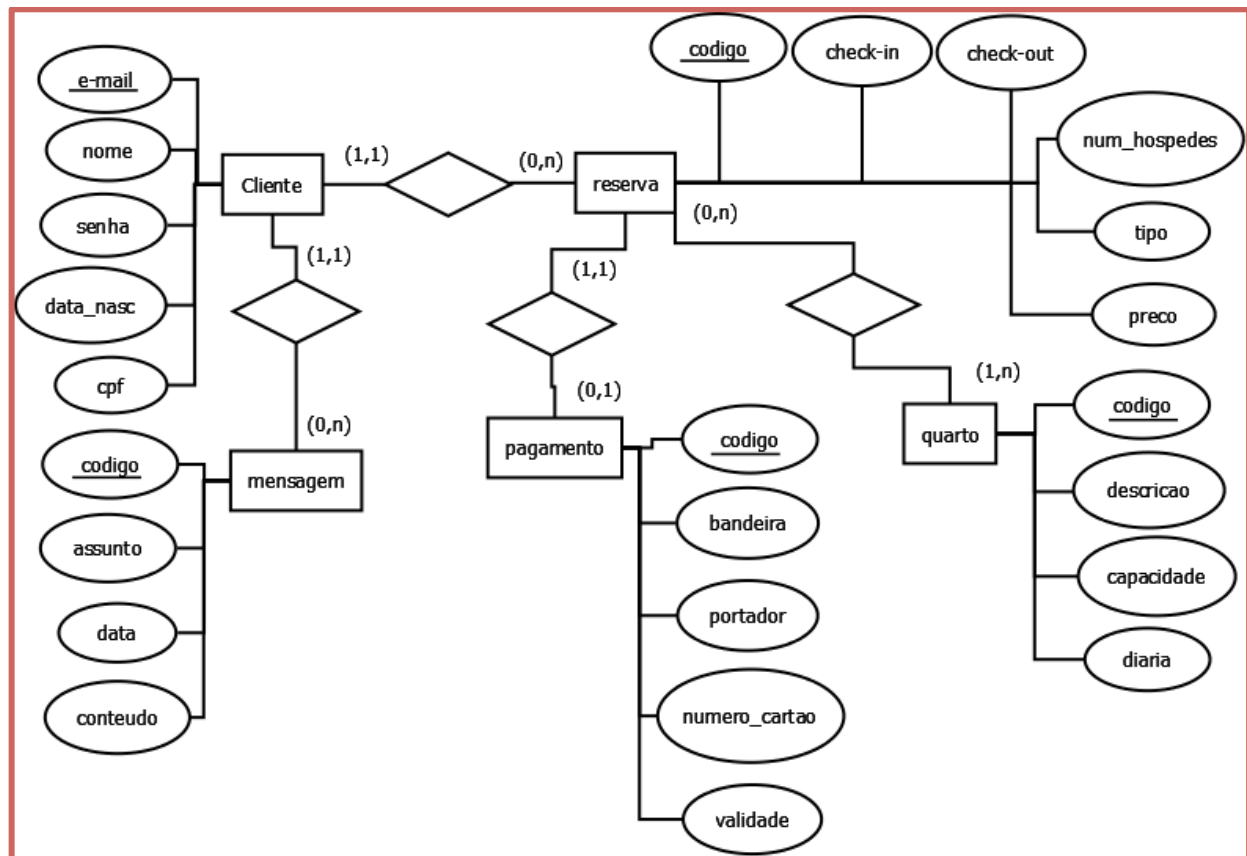 codigo
check-in
check-out
e-mail
nome
(1,1)
(0,n)
num_hospedes
Cliente
reserva
senha
(0,n)
tipo
(1,1)
(1,1)
data_nasc
preco
cpf
(1,n)
(0,1)
codigo
(0,n)
codigo
quarto
codigo
pagamento
mensagem
descricao
bandeira
assunto
capacidade
portador
data
diaria
conteudo
numero_cartao
validade